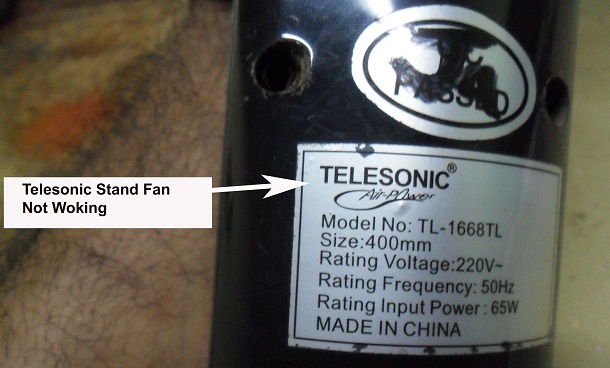 PASSED
TELESONIC®
Air-Power
Telesonic Stand Fan
Not Woking
Model No: TL-1668TL
Size:400mm
Rating Voltage:220V~
Rating Frequency: 50Hz
Rating Input Power : 65W
MADE IN CHINA